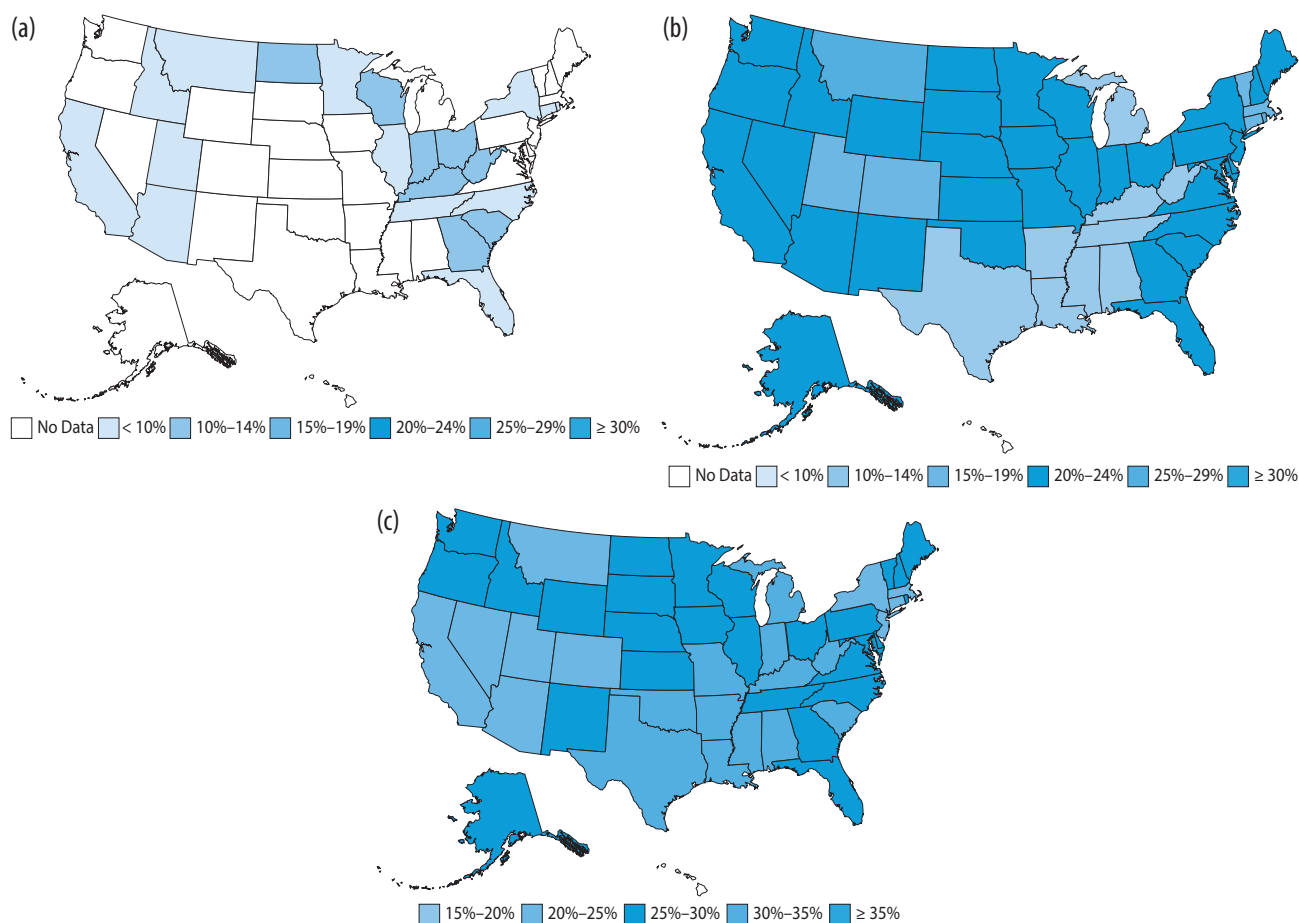 (a)
(b)
No Data < 10% 10%–14% 15%–19% 20%–24% 25%–29% ≥ 30%
No Data < 10% 10%–14% 15%–19% 20%–24% 25%–29% ≥ 30%
(c)
15%–20% 20%–25% 25%–30% 30%–35% ≥ 35%